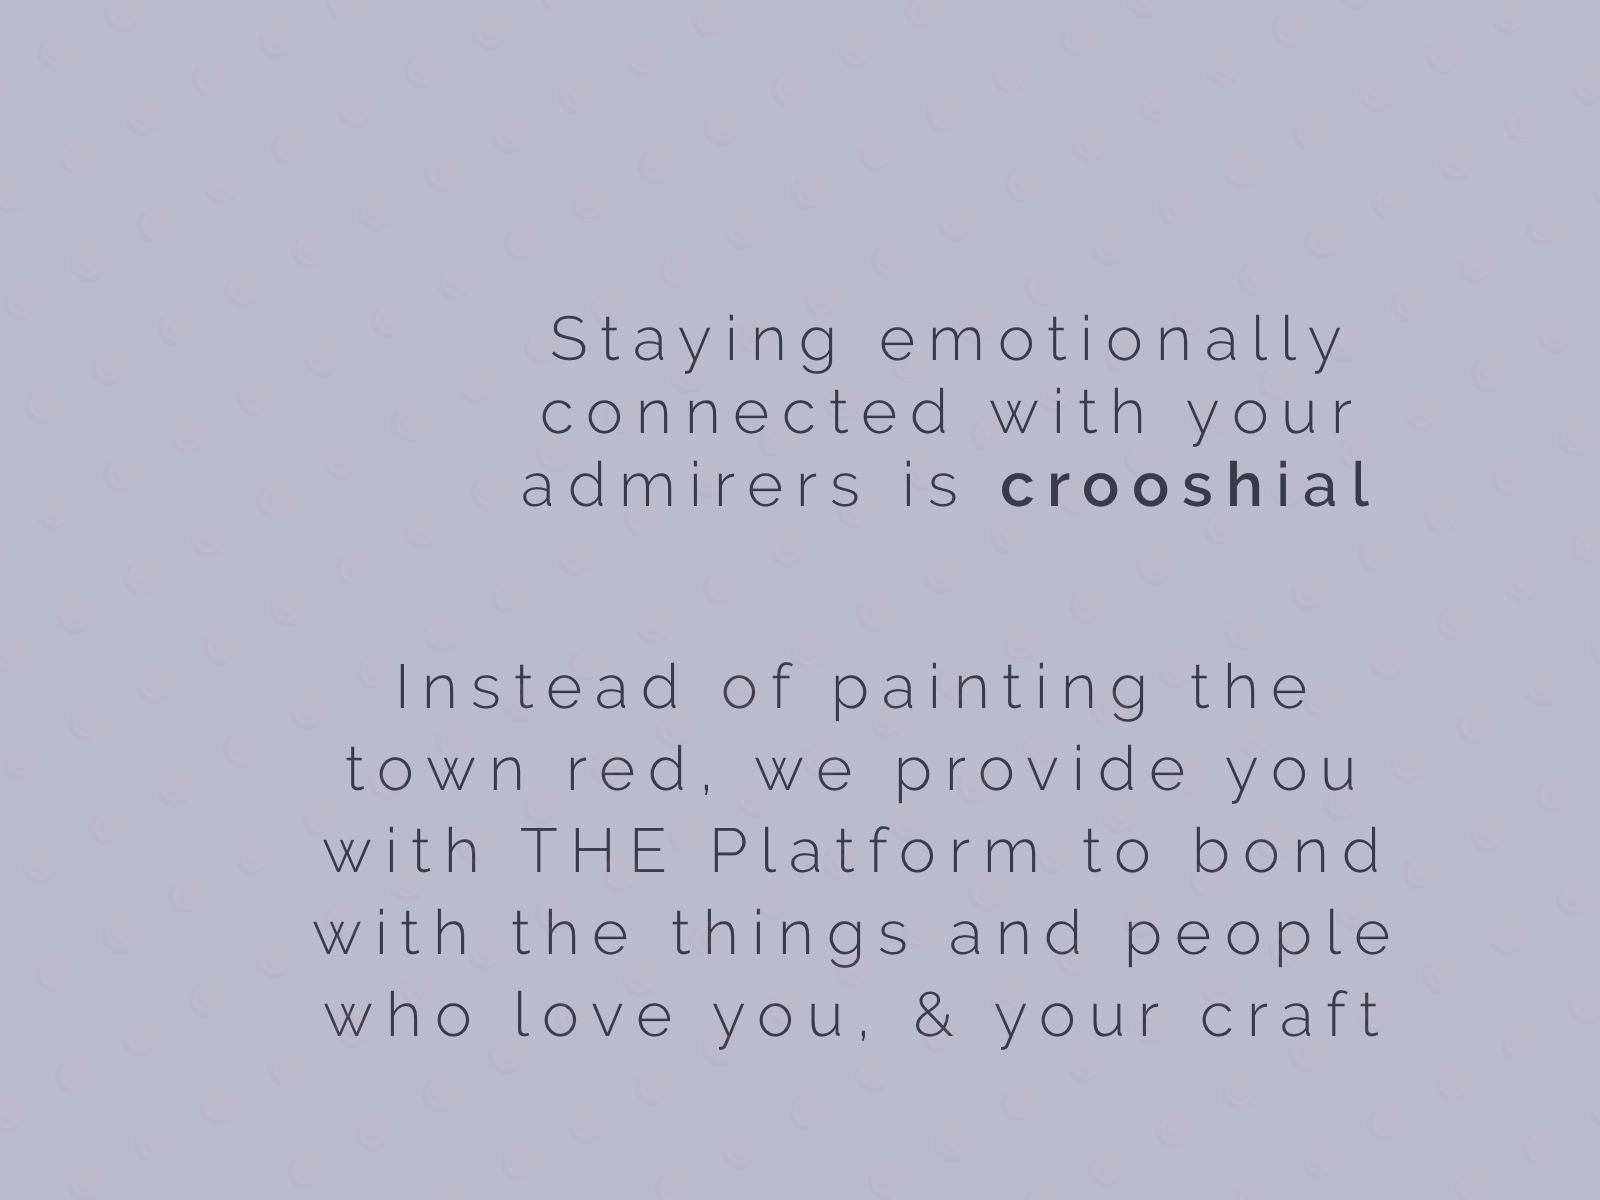 Staying emotionally
connected with your
admirers is crooshial
Instead of painting the
town red, we provide you
with THE Platform to bond
with the things and people
who love you, & your craft